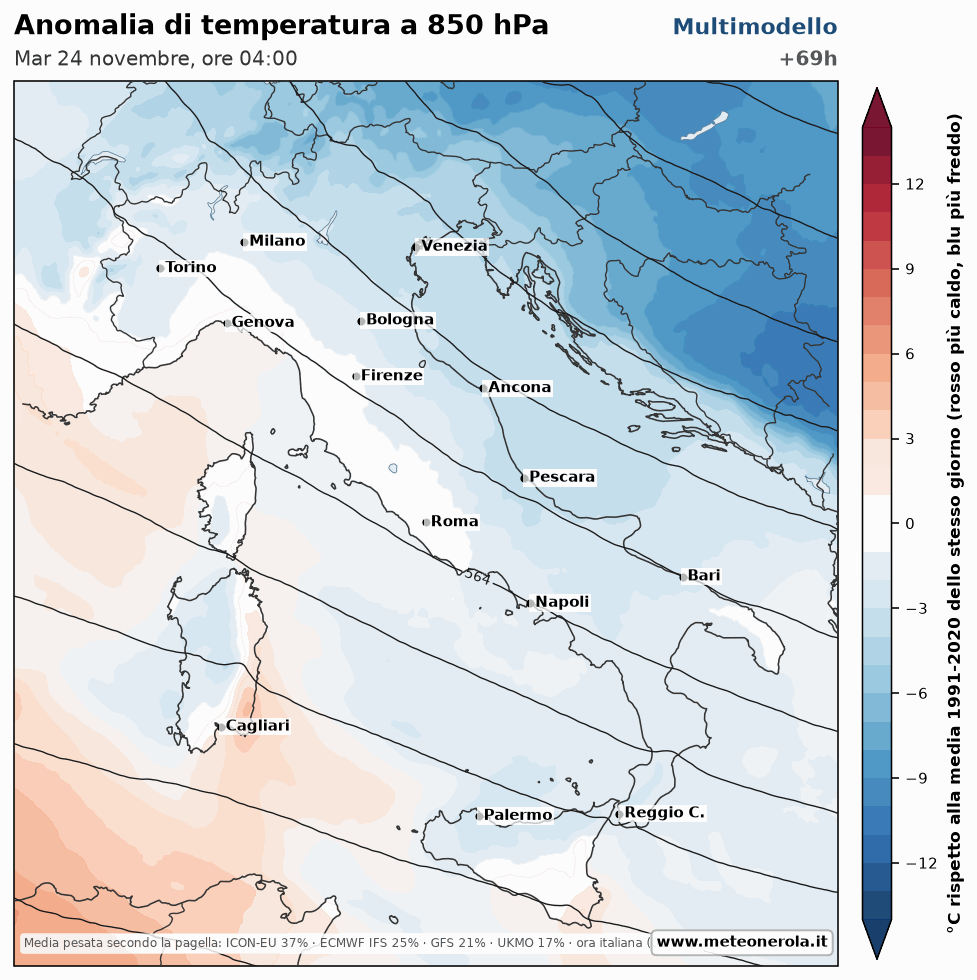 Anomalia di temperatura a 850 hPa
Multimodello
Mar 24 novembre, ore 04:00
+69h
Milano
Venezia
Torino
Genova
Bologna
Firenze
Ancona
Pescara
Roma
564
Bari
Napoli
Cagliari
Palermo
Reggio C.
12
9
6
3
0
−3
−6
−9
−12
°C rispetto alla media 1991-2020 dello stesso giorno (rosso più caldo, blu più freddo)
Media pesata secondo la pagella: ICON-EU 37% · ECMWF IFS 25% · GFS 21% · UKMO 17% · ora italiana (
www.meteonerola.it